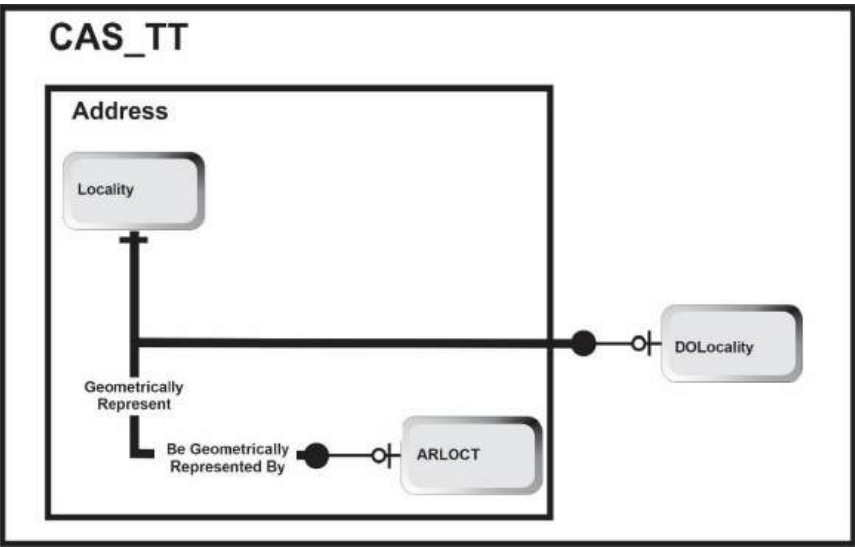 CAS_TT
Address
Locality
DOLocality
Geometrically
Represent
Be Geometrically
Represented By
ARLOCT